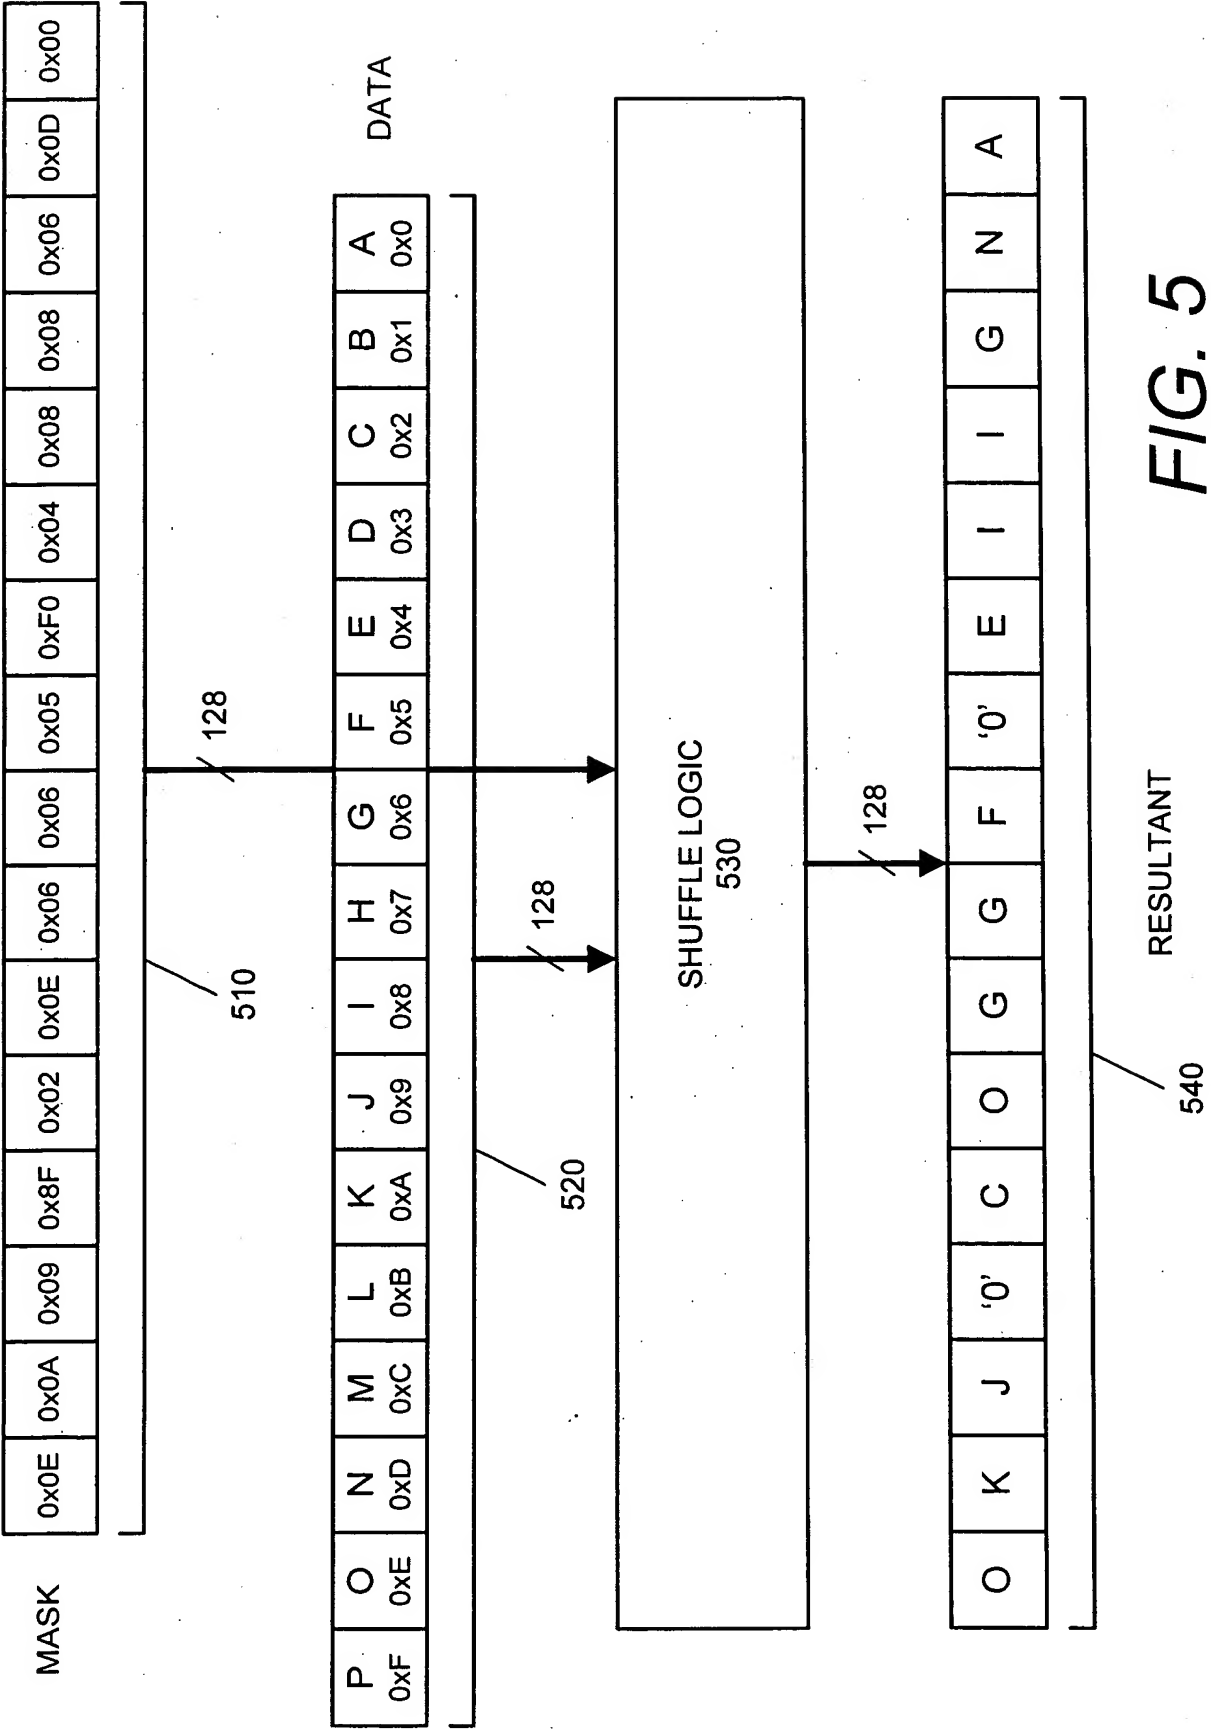 MASK
0x0E 0x0A 0x09 0x8F 0x02 0x0E 0x06 0x06 0x05 0xF0 0x04 0x08 0x08 0x06 0x0D 0x00
510
128
DATA
P O N M L K J I H G F E D C B A
0xF 0xE 0xD 0xC 0xB 0xA 0x9 0x8 0x7 0x6 0x5 0x4 0x3 0x2 0x1 0x0
520
128
SHUFFLE LOGIC
530
128
O K J '0' C O G G F '0' E I I G N A
540
RESULTANT
FIG. 5